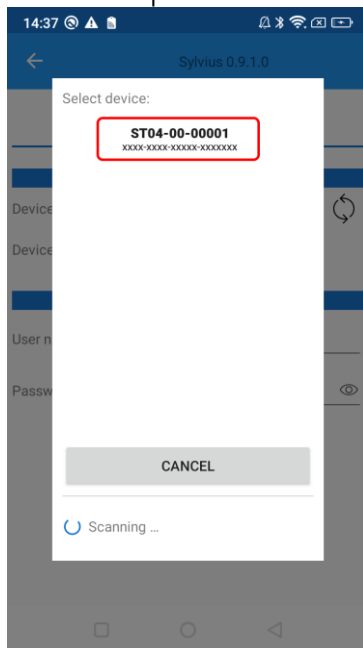 14:37
Sylvius 0.9.1.0
Select device:
ST04-00-00001
xxxx-xxxx-xxxxx-xxxxxxx
Device
Device
User n
Passw
CANCEL
Scanning ...